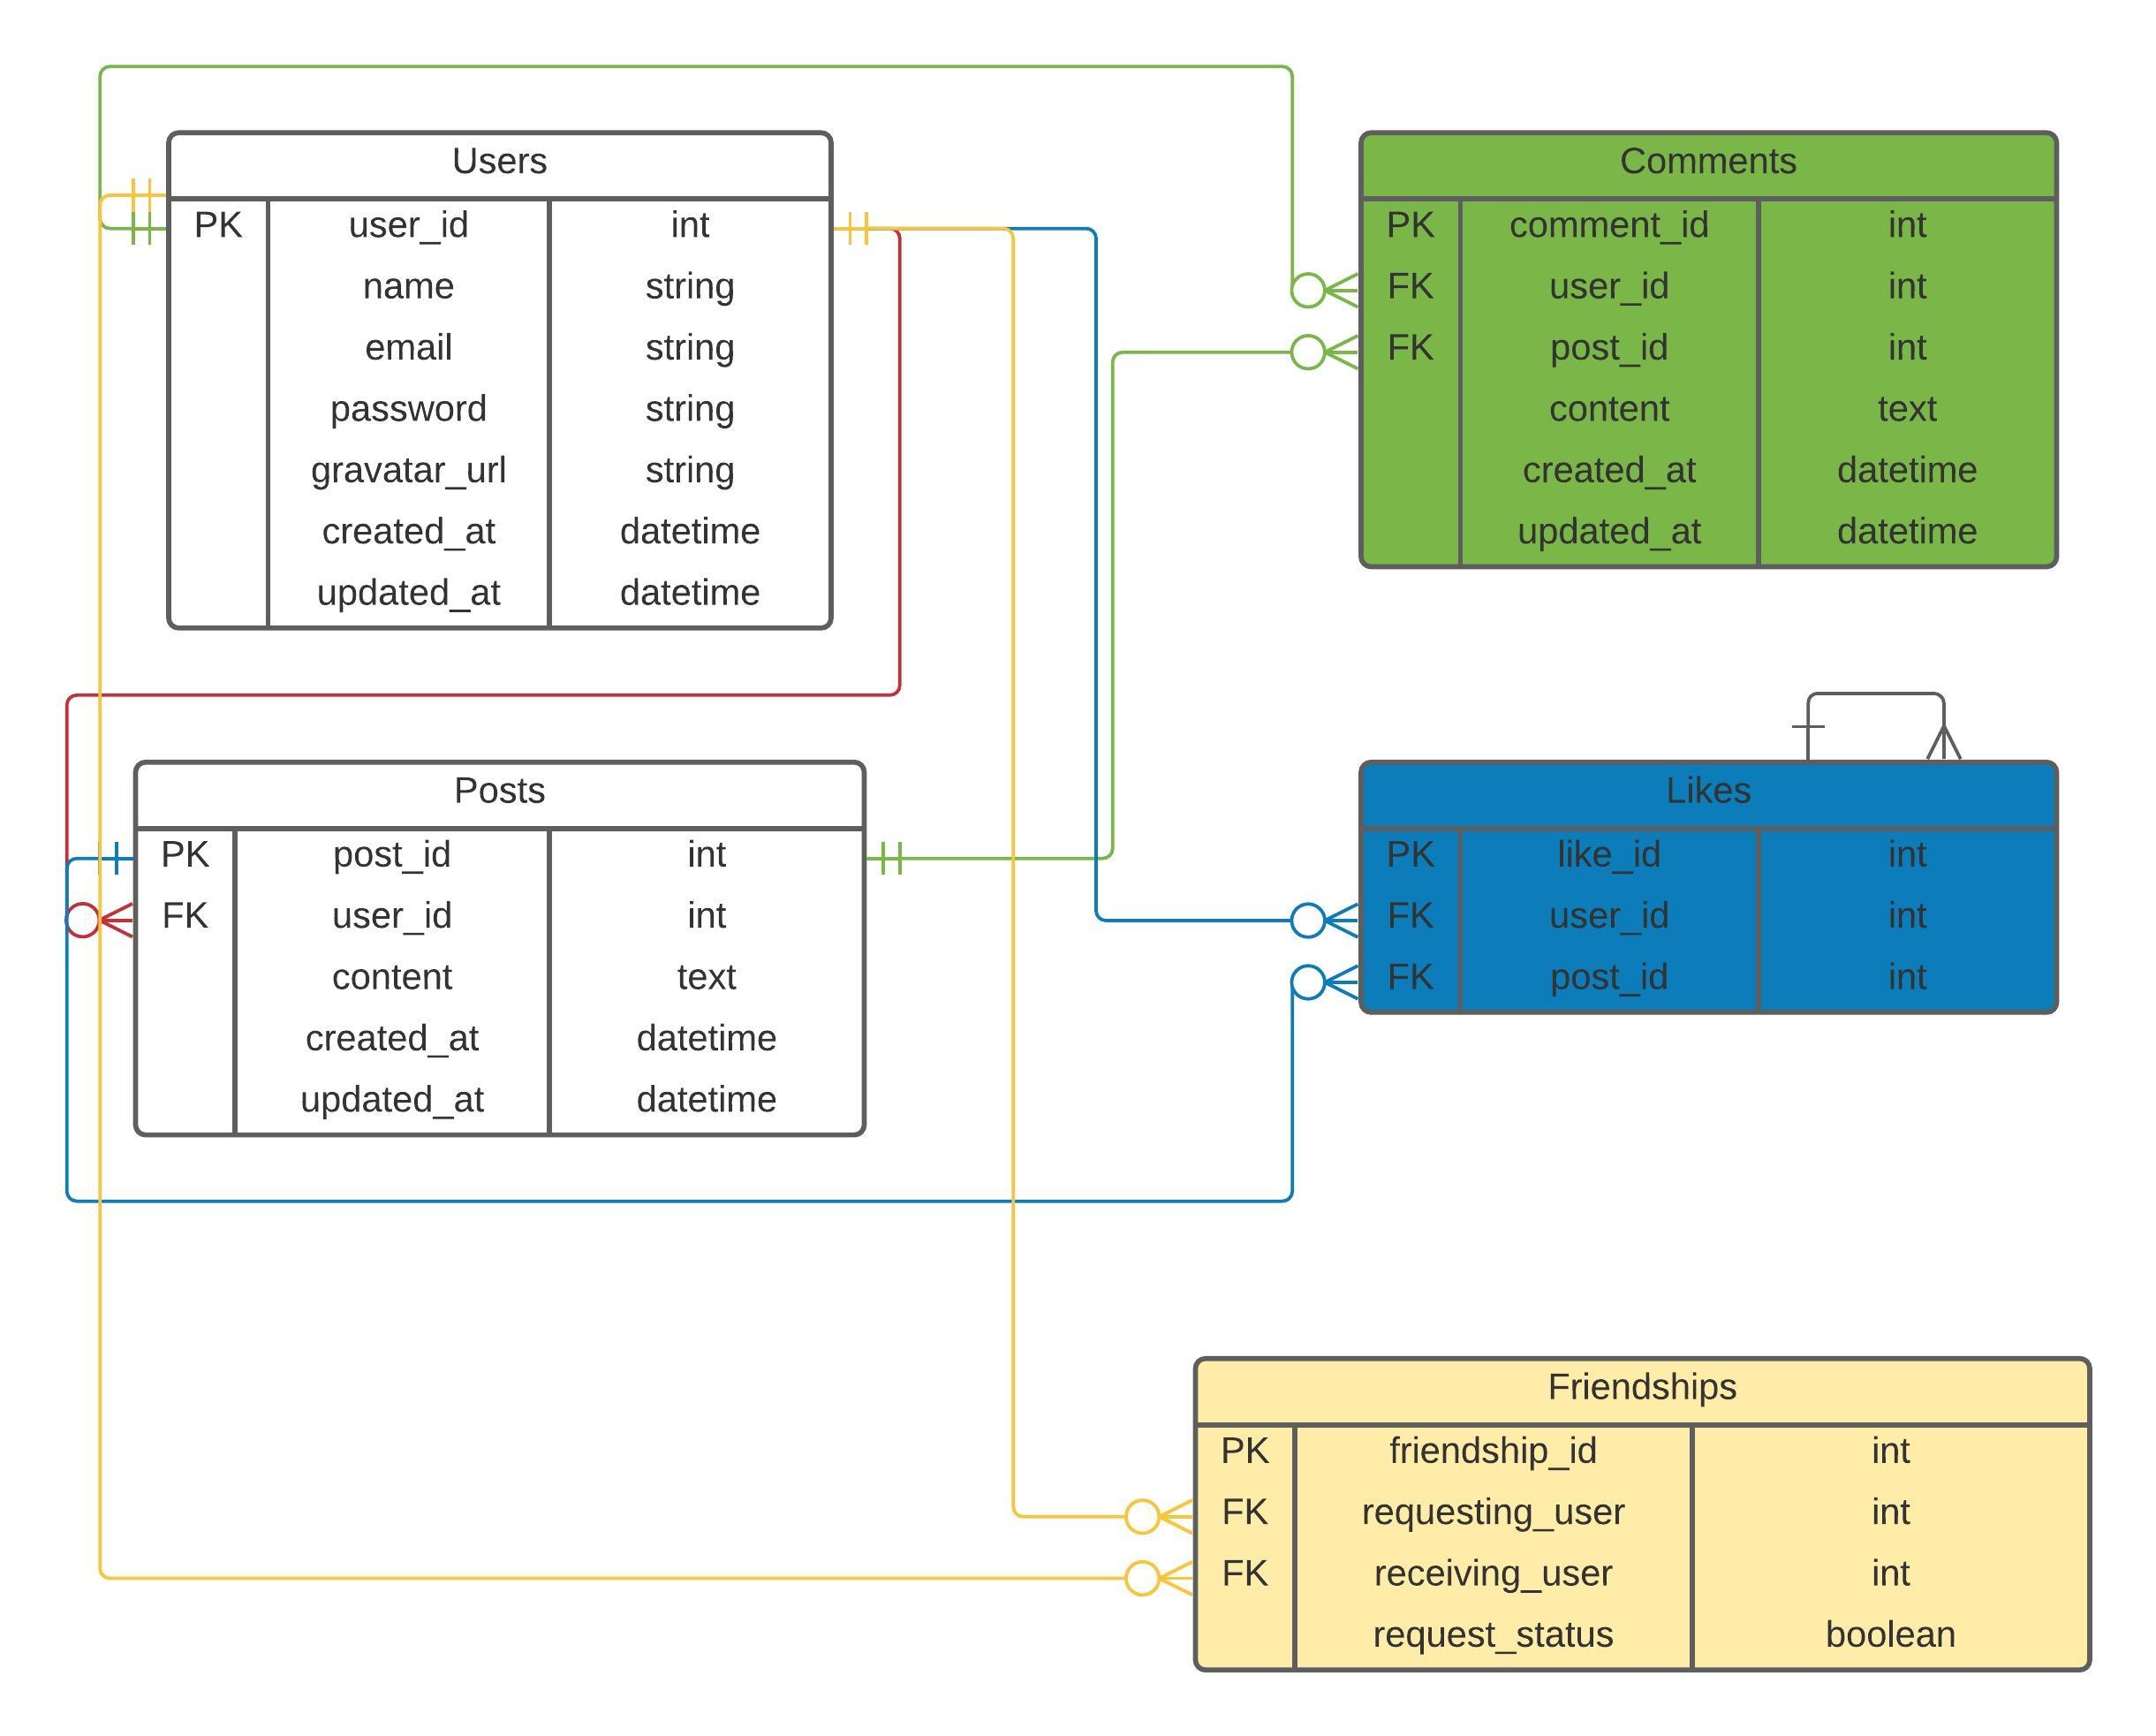 Users
PK user_id int
name string
email string
password string
gravatar_url string
created_at datetime
updated_at datetime
Comments
PK comment_id int
FK user_id int
FK post_id int
content text
created_at datetime
updated_at datetime
Posts
PK post_id int
FK user_id int
content text
created_at datetime
updated_at datetime
Likes
PK like_id int
FK user_id int
FK post_id int
Friendships
PK friendship_id int
FK requesting_user int
FK receiving_user int
request_status boolean